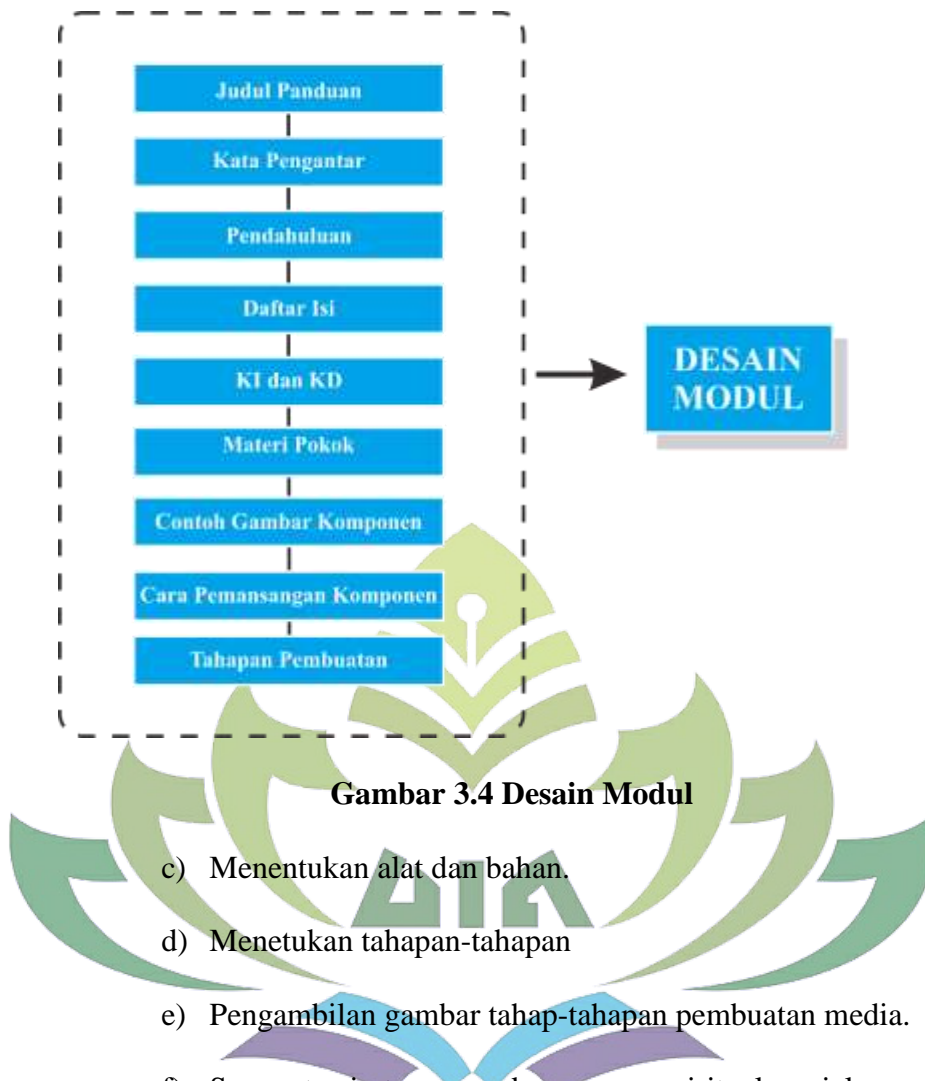 Judul Panduan
Kata Pengantar
Pendahuluan
Daftar Isi
KI dan KD
Materi Pokok
Contoh Gambar Komponen
Cara Pemansangan Komponen
Tahapan Pembuatan
DESAIN
MODUL
Gambar 3.4 Desain Modul
c) Menentukan alat dan bahan.
d) Menetukan tahapan-tahapan
e) Pengambilan gambar tahap-tahapan pembuatan media.
f)